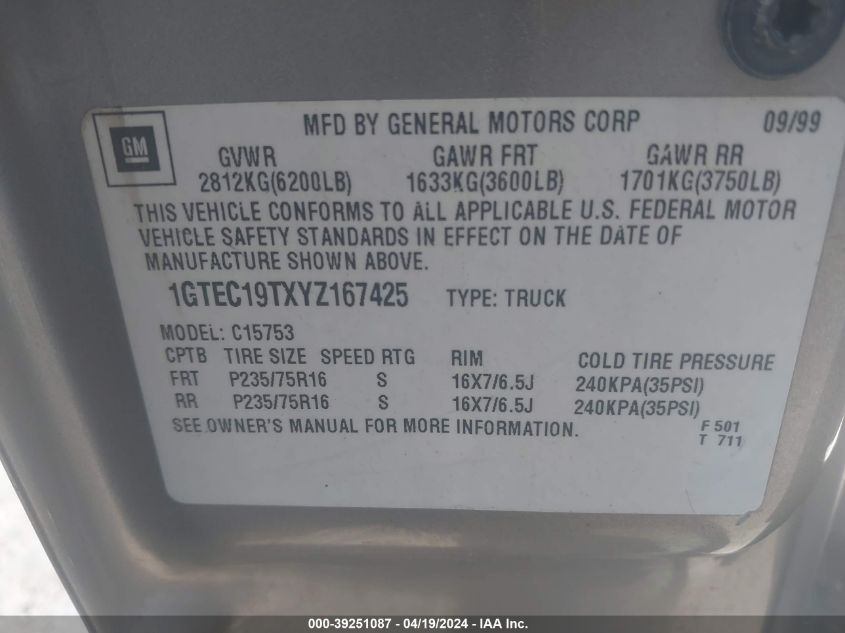 MFD BY GENERAL MOTORS CORP 09/99
GM
GVWR GAWR FRT GAWR RR
2812KG(6200LB) 1633KG(3600LB) 1701KG(3750LB)
THIS VEHICLE CONFORMS TO ALL APPLICABLE U.S. FEDERAL MOTOR
VEHICLE SAFETY STANDARDS IN EFFECT ON THE DATE OF
MANUFACTURE SHOWN ABOVE.
1GTEC19TXYZ167425 TYPE: TRUCK
MODEL: C15753
CPTB TIRE SIZE SPEED RTG RIM COLD TIRE PRESSURE
FRT P235/75R16 S 16X7/6.5J 240KPA(35PSI)
RR P235/75R16 S 16X7/6.5J 240KPA(35PSI)
SEE OWNER'S MANUAL FOR MORE INFORMATION. F 501
T 711
000-39251087 - 04/19/2024 - IAA Inc.